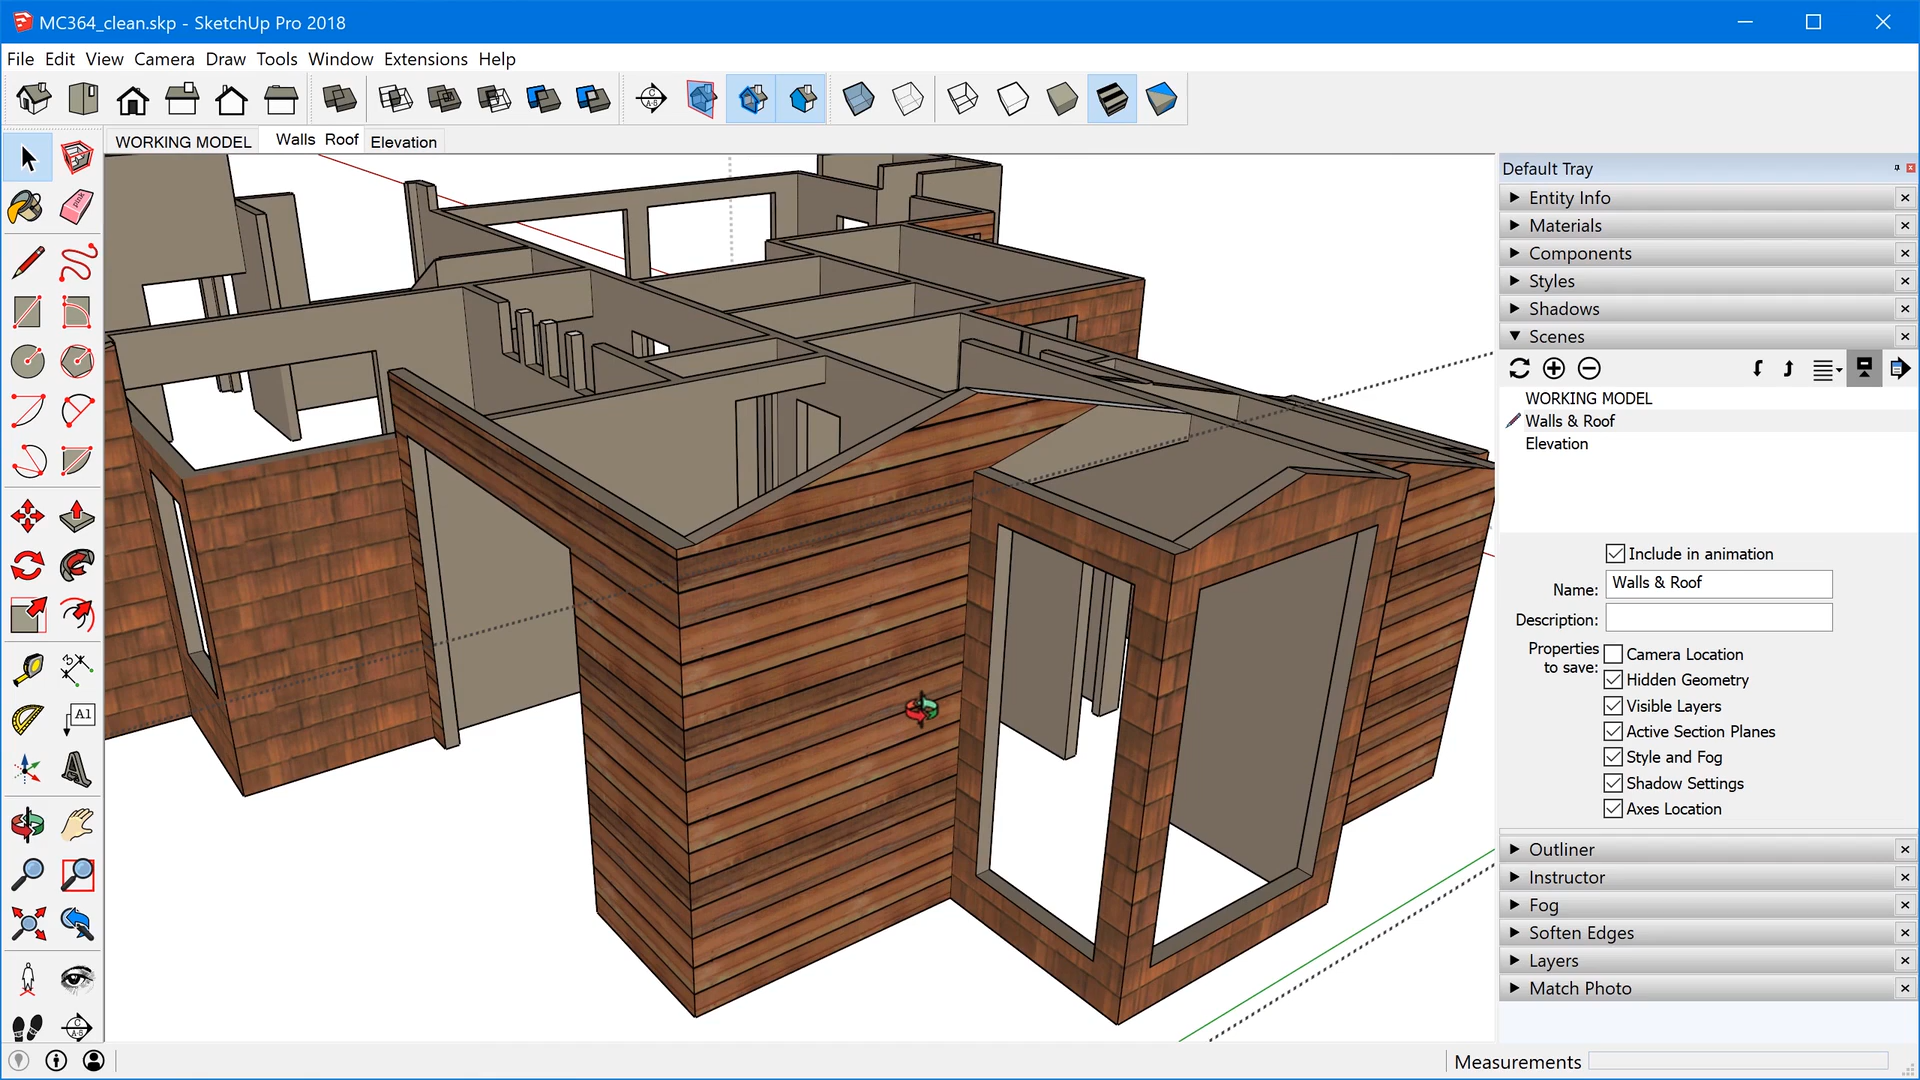 MC364_clean.skp - SketchUp Pro 2018
File Edit View Camera Draw Tools Window Extensions Help
WORKING MODEL Walls Roof Elevation
Default Tray
Entity Info
Materials
Components
Styles
Shadows
Scenes
WORKING MODEL
Walls & Roof
Elevation
Include in animation
Name: Walls & Roof
Description:
Properties to save:
Camera Location
Hidden Geometry
Visible Layers
Active Section Planes
Style and Fog
Shadow Settings
Axes Location
Outliner
Instructor
Fog
Soften Edges
Layers
Match Photo
Measurements